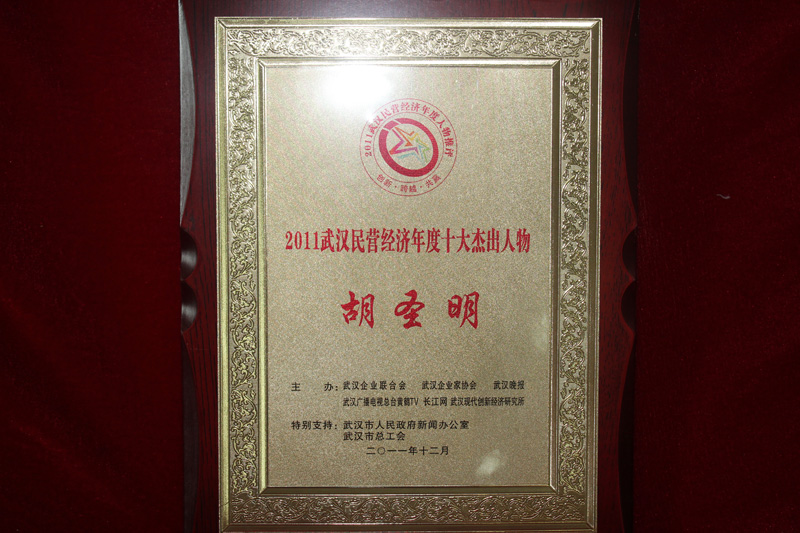 2011武汉民营经济年度人物推评
创新·跨越·共赢
2011武汉民营经济年度十大杰出人物
胡圣明
主 办:武汉企业联合会 武汉企业家协会 武汉晚报
武汉广播电视总台黄鹤TV 长江网 武汉现代创新经济研究所
特别支持:武汉市人民政府新闻办公室
武汉市总工会
二〇一一年十二月